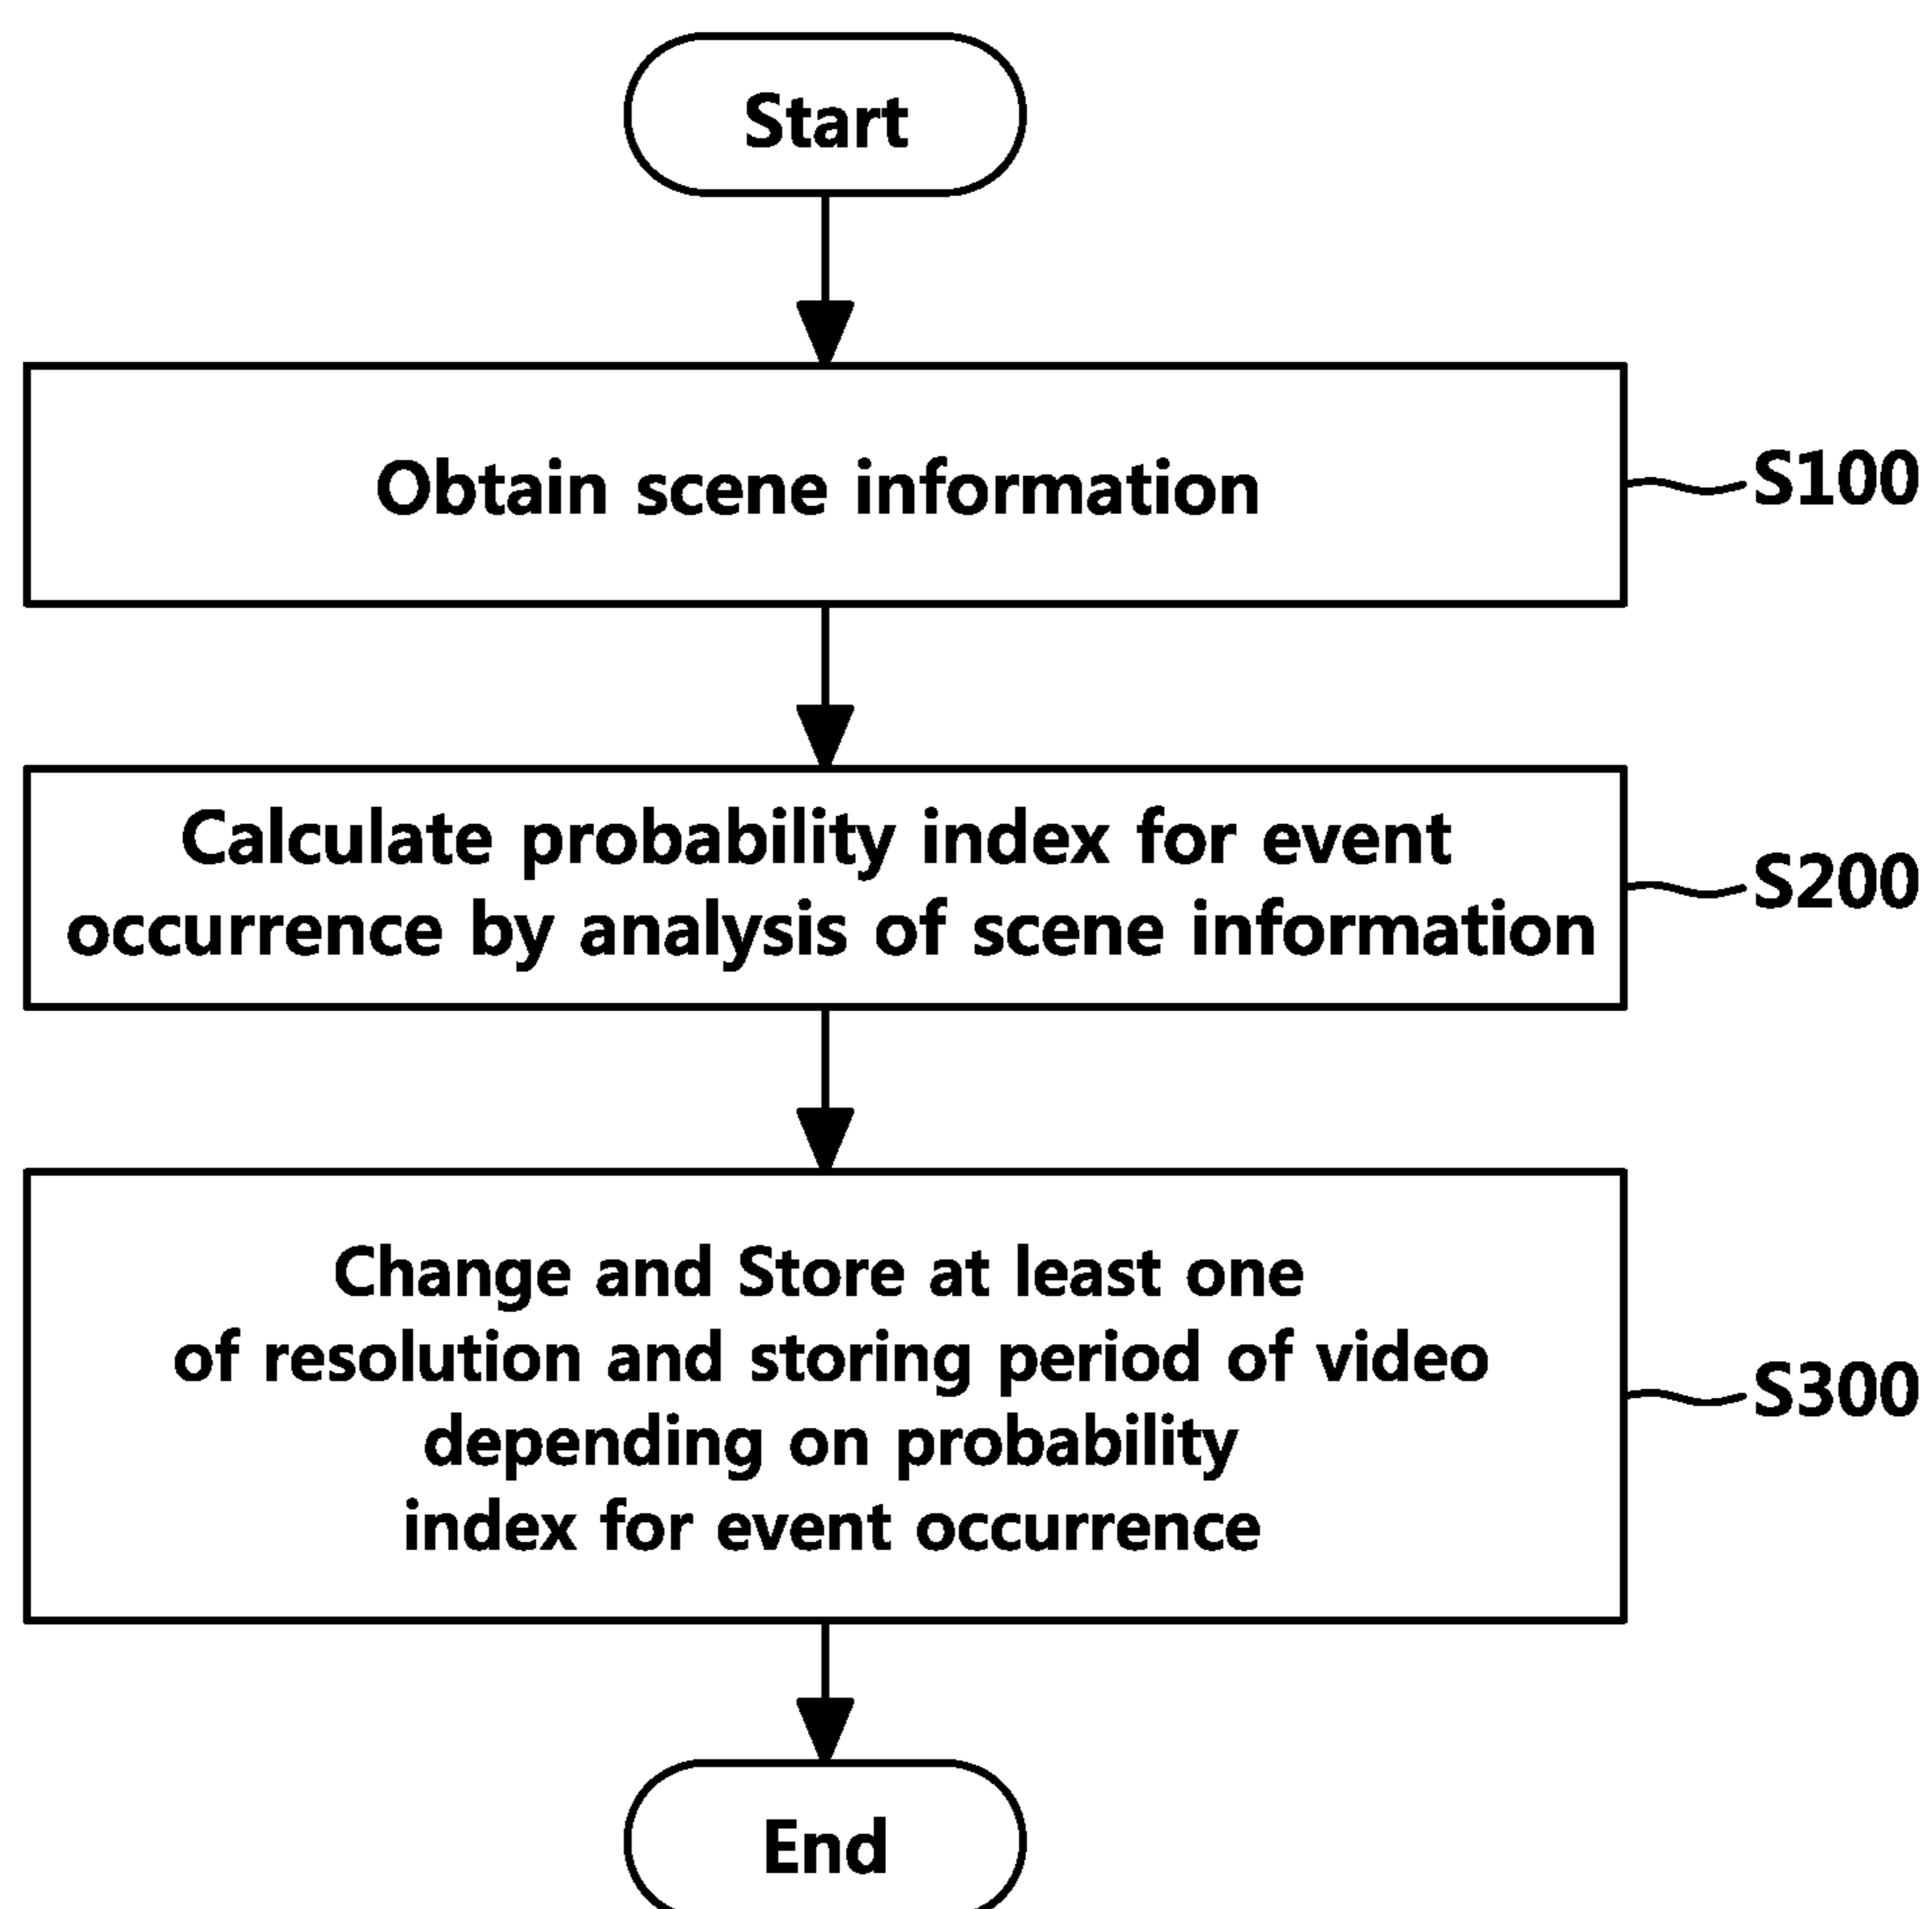 Start
Obtain scene information
S100
Calculate probability index for event
occurrence by analysis of scene information
S200
Change and Store at least one
of resolution and storing period of video
depending on probability
index for event occurrence
S300
End